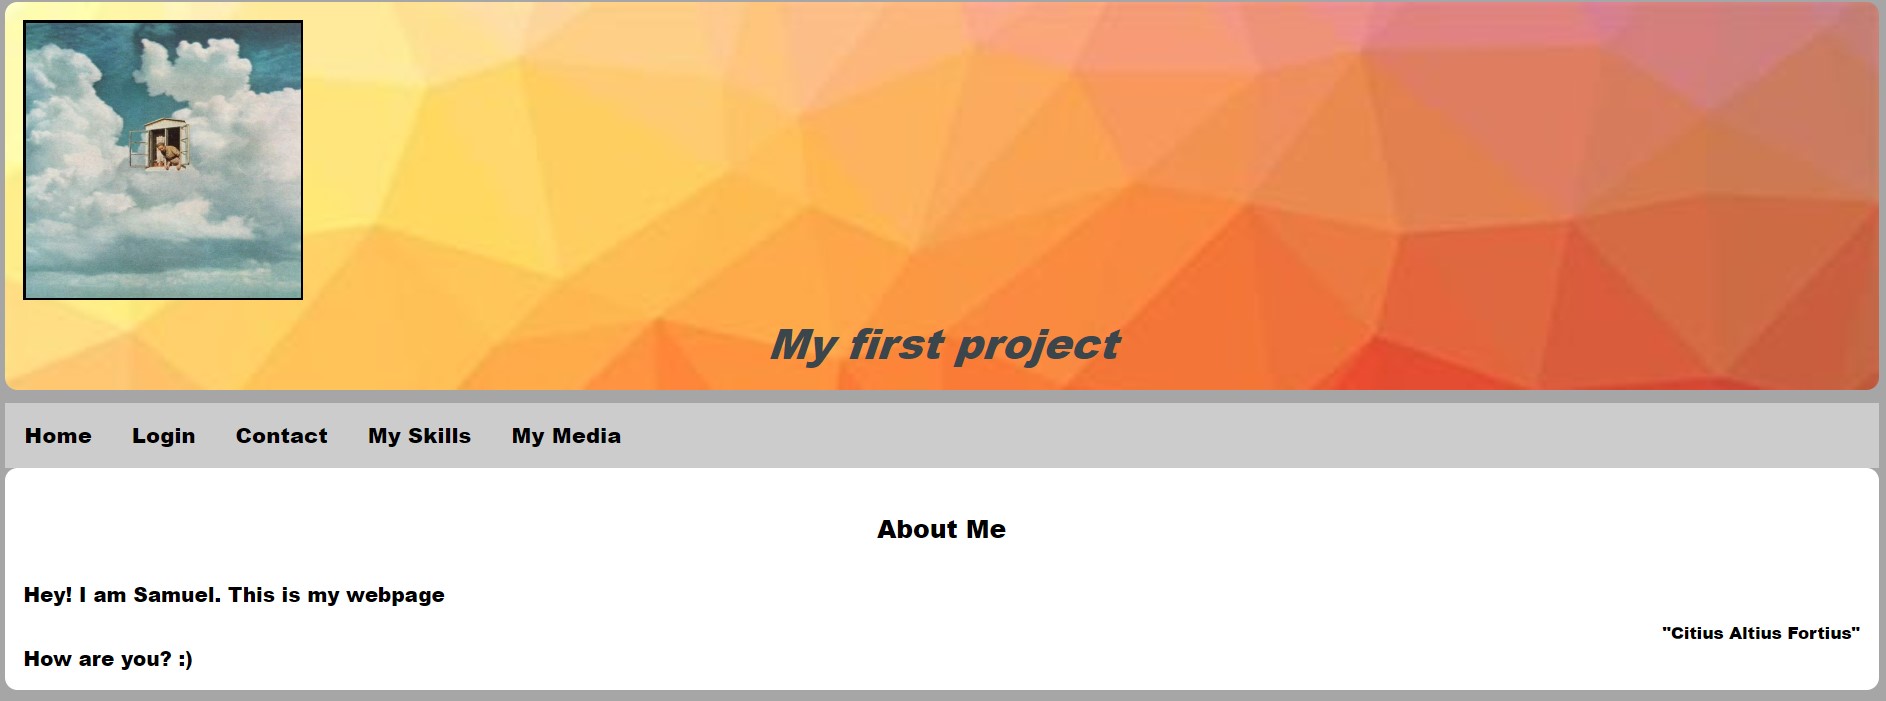 My first project
Home Login Contact My Skills My Media
About Me
Hey! I am Samuel. This is my webpage
"Citius Altius Fortius"
How are you? :)